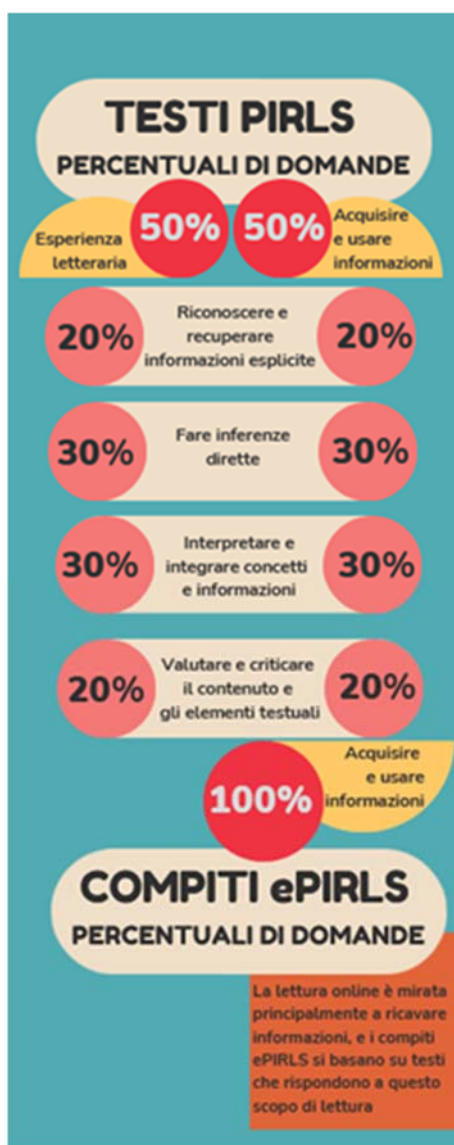 TESTI PIRLS
PERCENTUALI DI DOMANDE
Esperienza
letteraria
50%
50%
Acquisire
e usare
informazioni
20%
Riconoscere e
recuperare
informazioni esplicite
20%
30%
Fare inferenze
dirette
30%
30%
Interpretare e
integrare concetti
e informazioni
30%
20%
Valutare e criticare
il contenuto e
gli elementi testuali
20%
100%
Acquisire
e usare
informazioni
COMPITI ePIRLS
PERCENTUALI DI DOMANDE
La lettura online è mirata
principalmente a ricavare
informazioni, e i compiti
ePIRLS si basano su testi
che rispondono a questo
scopo di lettura